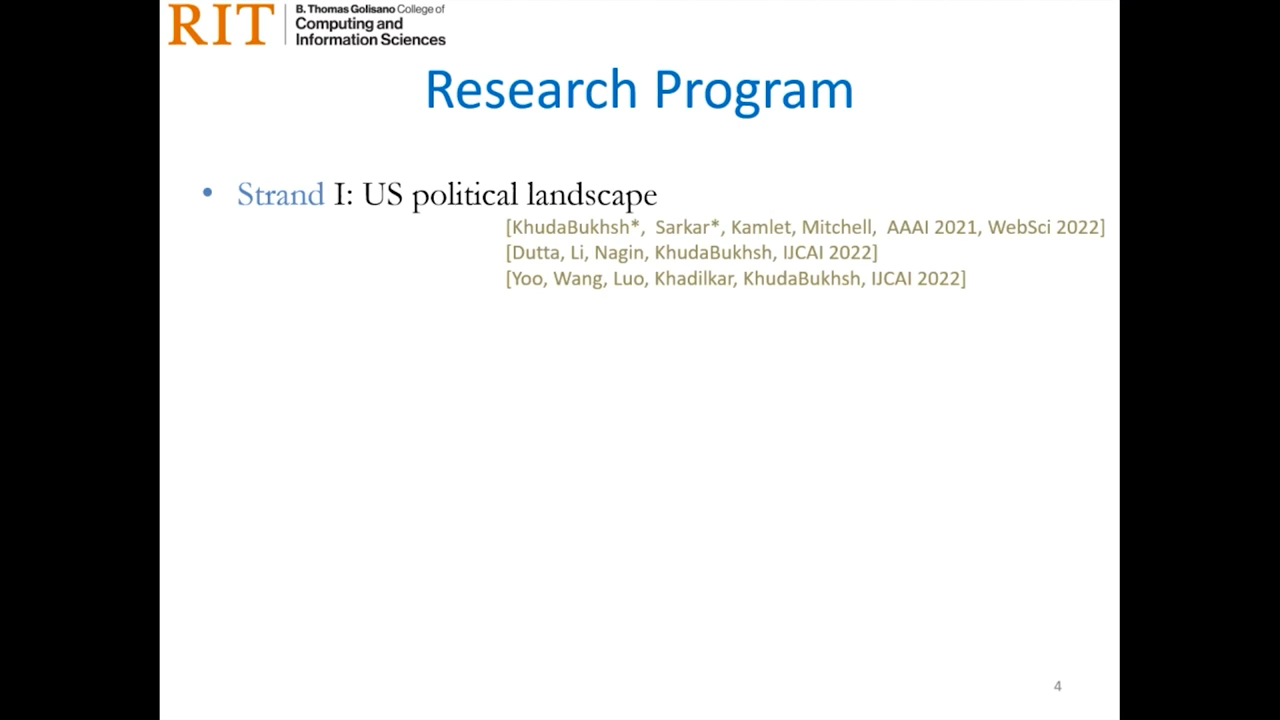 RIT
B. Thomas Golisano College of
Computing and
Information Sciences
Research Program
• Strand I: US political landscape
[KhudaBukhsh*, Sarkar*, Kamlet, Mitchell, AAAI 2021, WebSci 2022]
[Dutta, Li, Nagin, KhudaBukhsh, IJCAI 2022]
[Yoo, Wang, Luo, Khadilkar, KhudaBukhsh, IJCAI 2022]
4